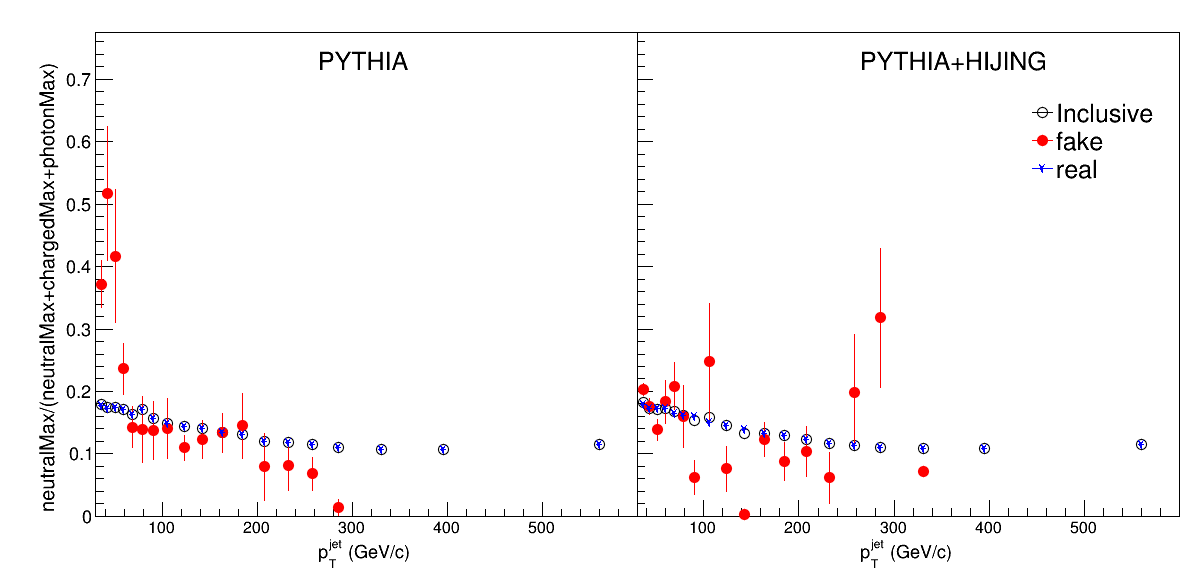 PYTHIA
PYTHIA+HIJING
Inclusive
fake
real
neutralMax/(neutralMax+chargedMax+photonMax)
0.7
0.6
0.5
0.4
0.3
0.2
0.1
0
100 200 300 400 500
100 200 300 400 500
p_T^jet (GeV/c)
p_T^jet (GeV/c)